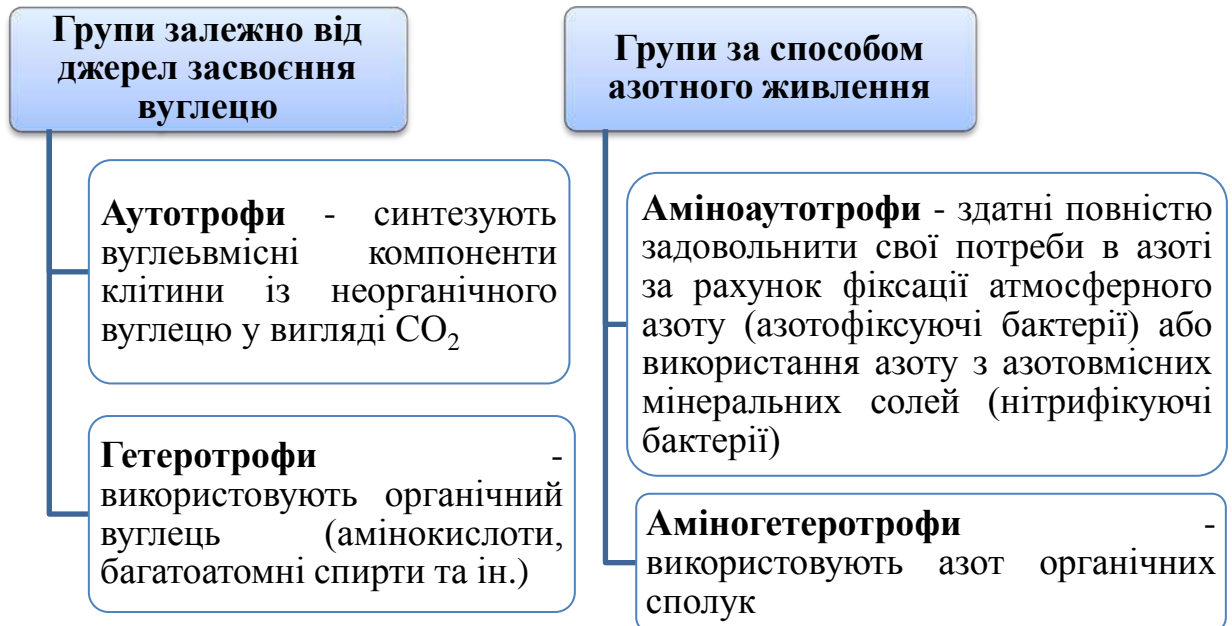 Групи залежно від
джерел засвоєння
вуглецю
Аутотрофи - синтезують
вуглеьвмісні компоненти
клітини із неорганічного
вуглецю у вигляді CO₂
Гетеротрофи -
використовують органічний
вуглець (амінокислоти,
багатоатомні спирти та ін.)
Групи за способом
азотного живлення
Аміноаутотрофи - здатні повністю
задовольнити свої потреби в азоті
за рахунок фіксації атмосферного
азоту (азотофіксуючі бактерії) або
використання азоту з азотовмісних
мінеральних солей (нітрифікуючі
бактерії)
Аміногетеротрофи -
використовують азот органічних
сполук